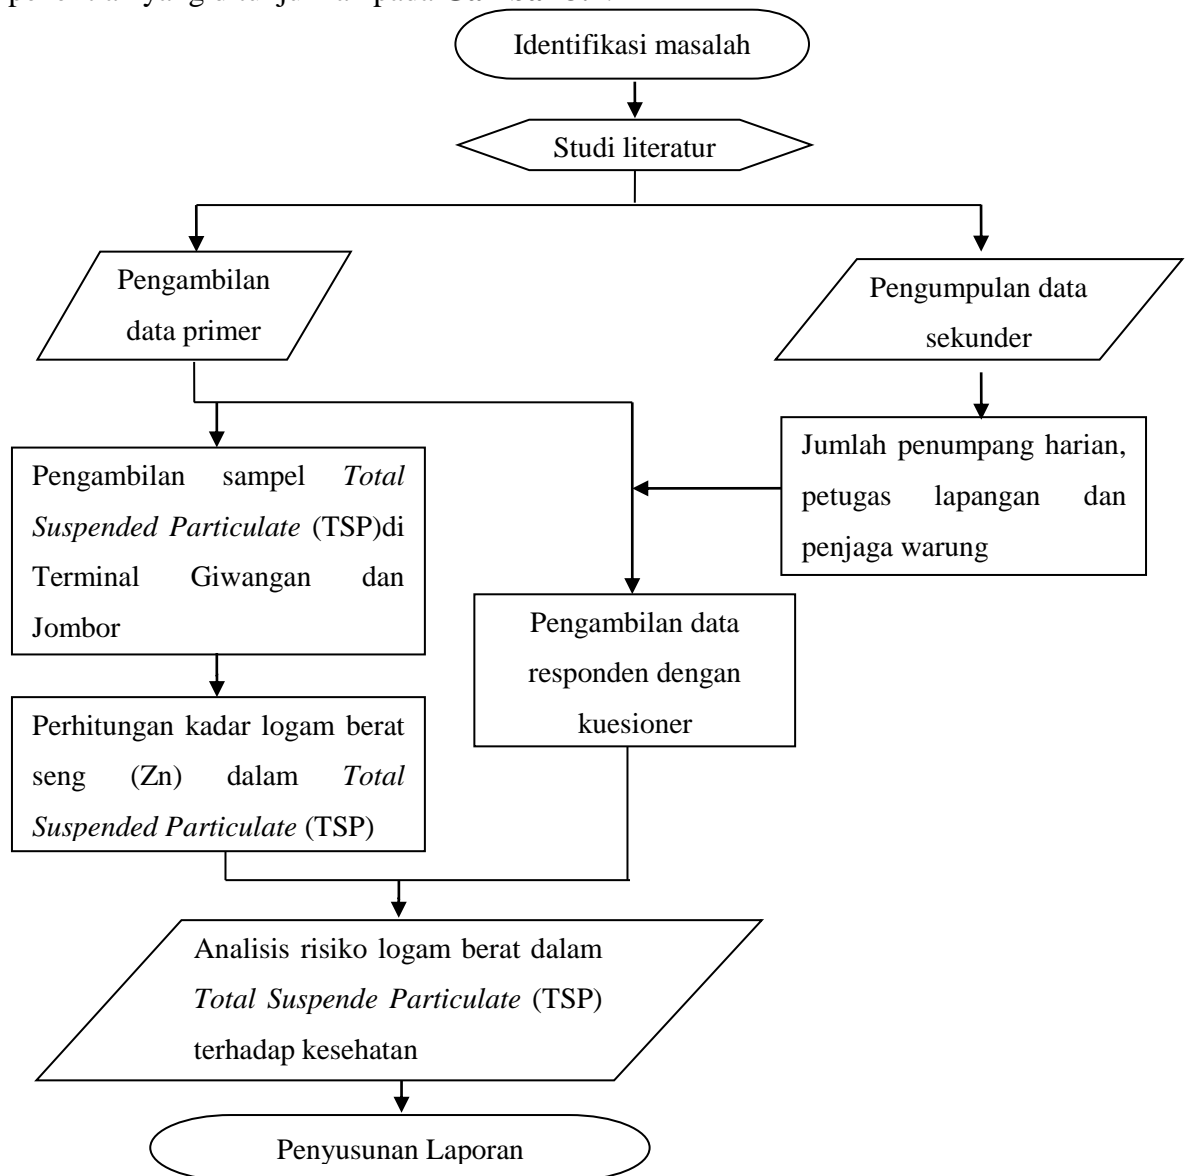 Identifikasi masalah
Studi literatur
Pengambilan
data primer
Pengumpulan data
sekunder
Jumlah penumpang harian,
petugas lapangan dan
penjaga warung
Pengambilan sampel Total
Suspended Particulate (TSP)di
Terminal Giwangan dan
Jombor
Pengambilan data
responden dengan
kuesioner
Perhitungan kadar logam berat
seng (Zn) dalam Total
Suspended Particulate (TSP)
Analisis risiko logam berat dalam
Total Suspende Particulate (TSP)
terhadap kesehatan
Penyusunan Laporan